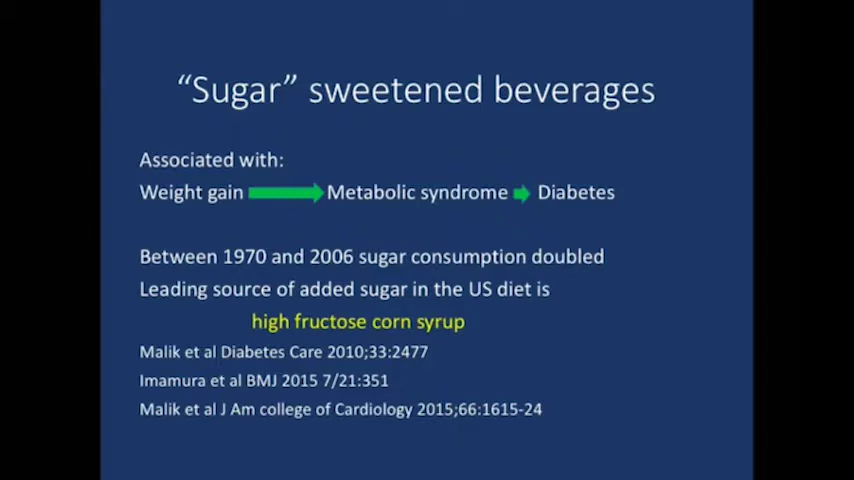 “Sugar” sweetened beverages
Associated with:
Weight gain Metabolic syndrome Diabetes
Between 1970 and 2006 sugar consumption doubled
Leading source of added sugar in the US diet is
high fructose corn syrup
Malik et al Diabetes Care 2010;33:2477
Imamura et al BMJ 2015 7/21:351
Malik et al J Am college of Cardiology 2015;66:1615-24